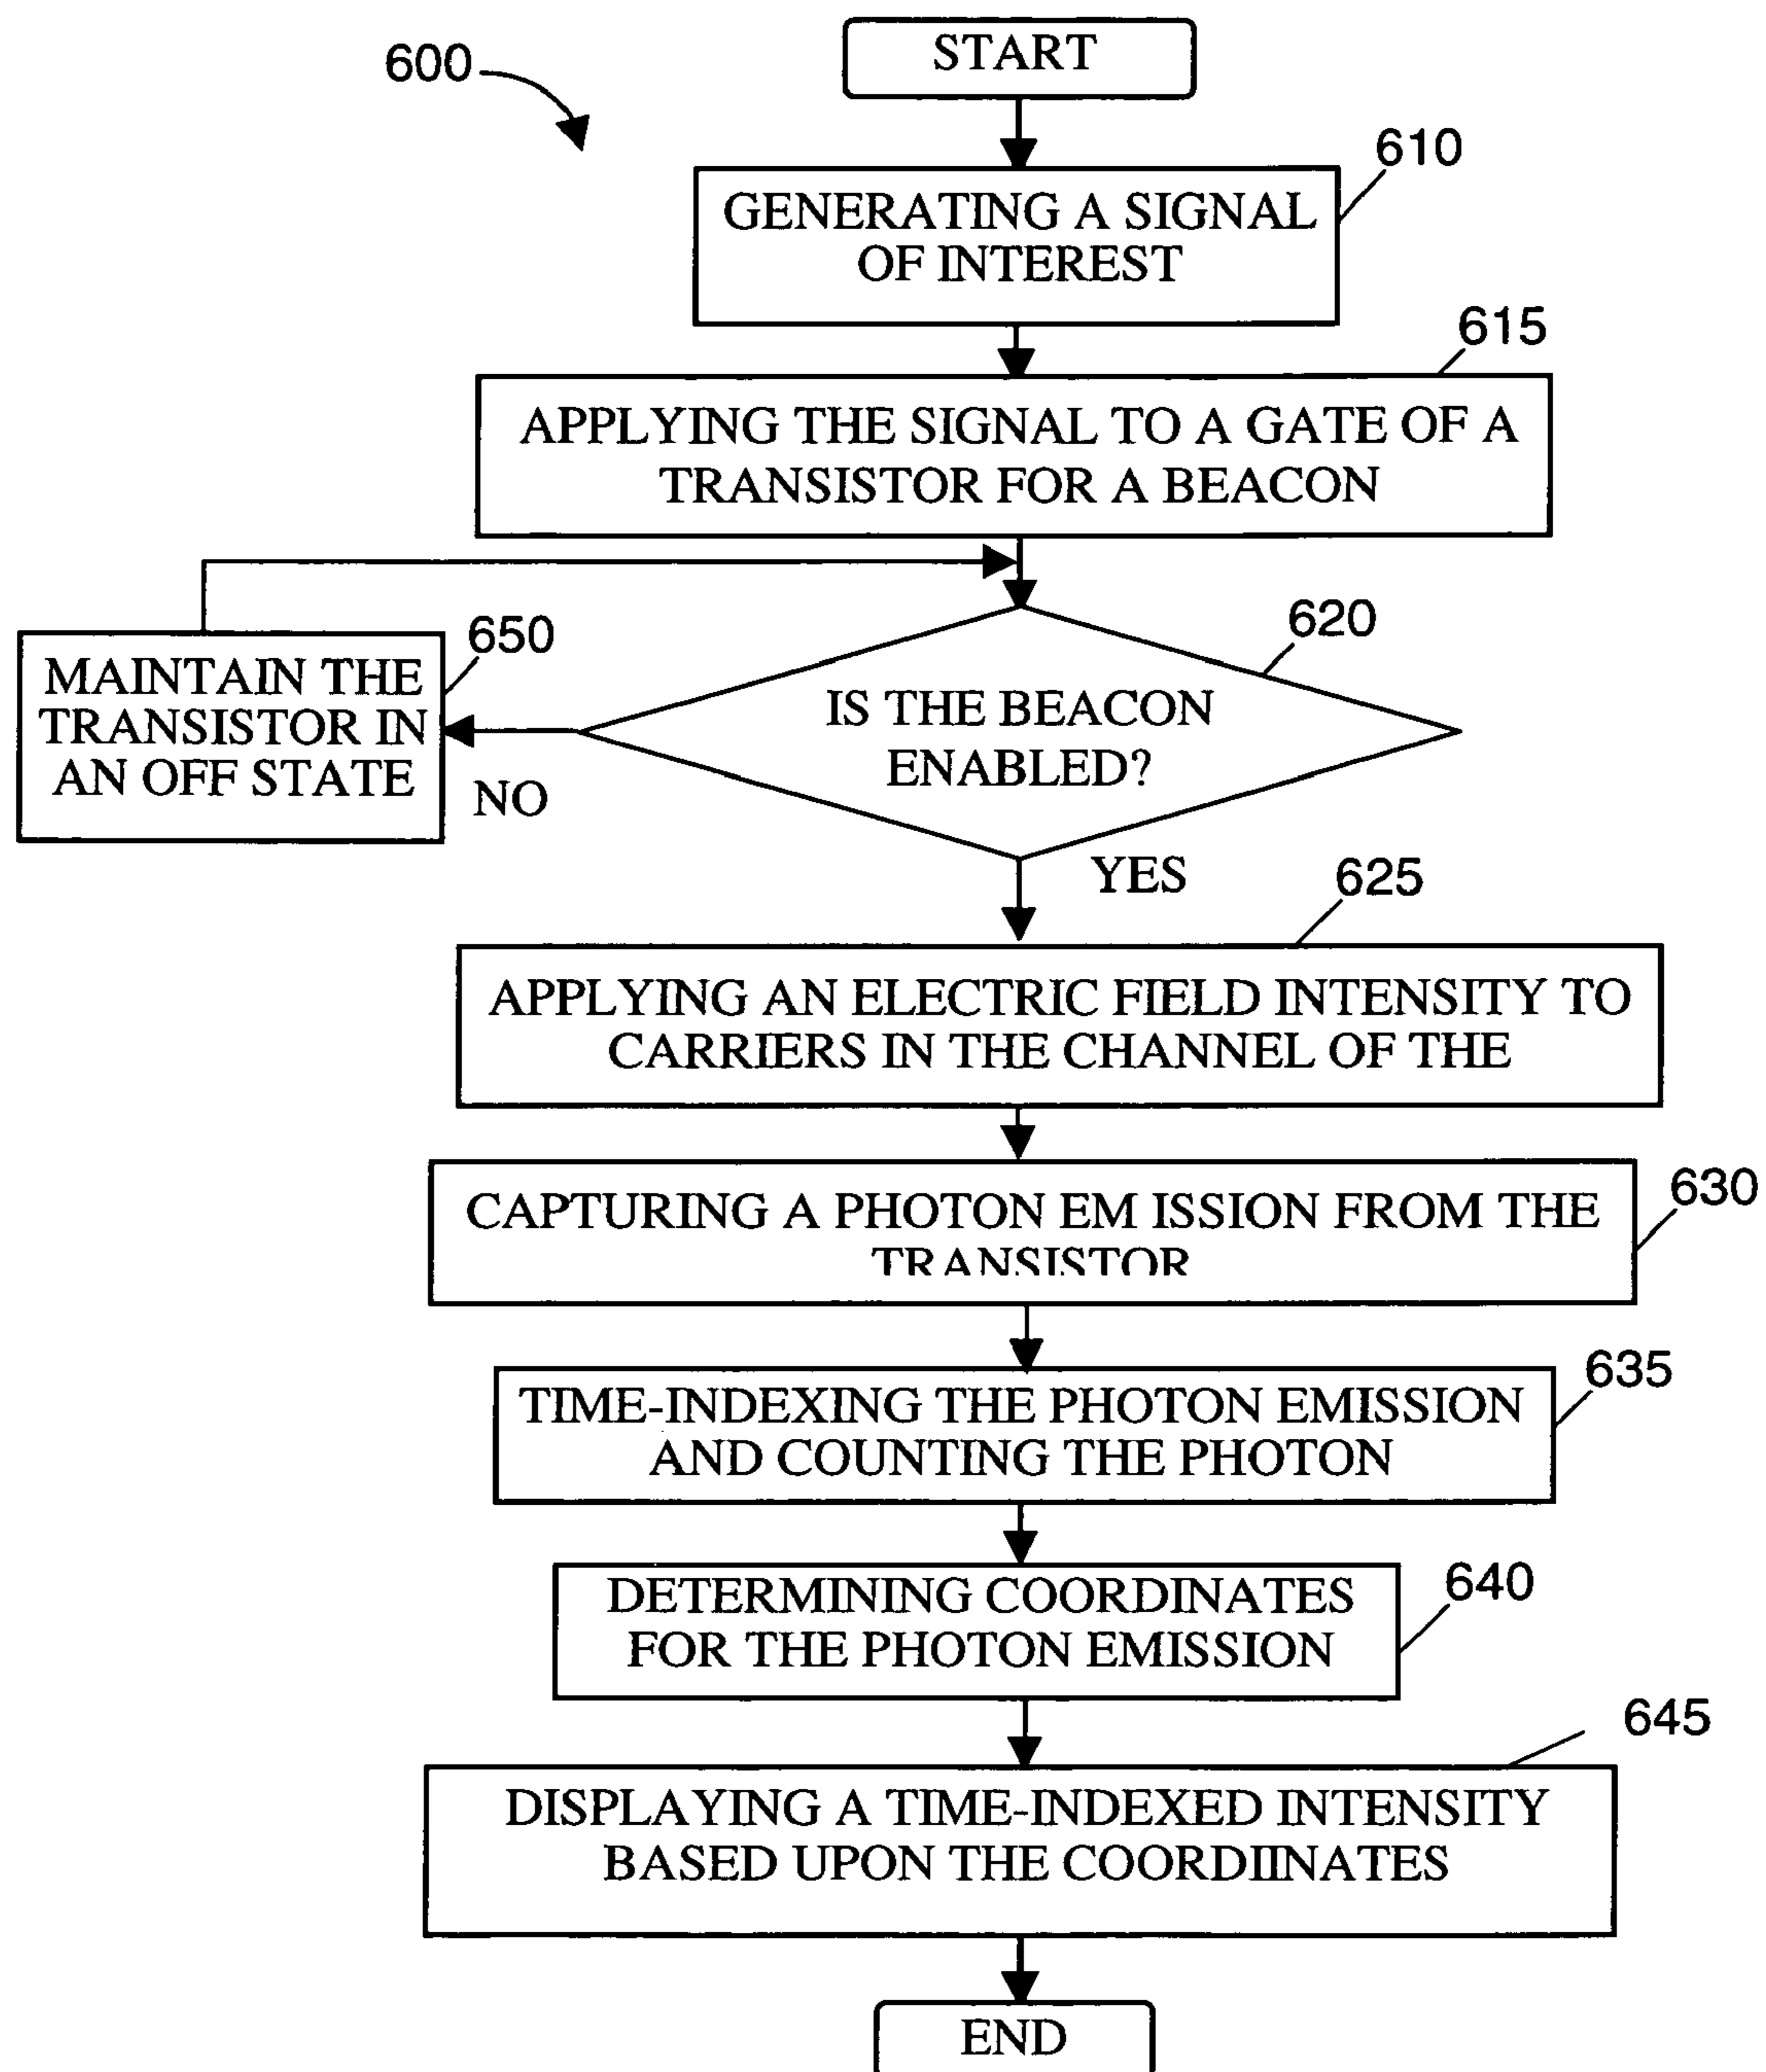 START
600
610
GENERATING A SIGNAL
OF INTEREST
615
APPLYING THE SIGNAL TO A GATE OF A
TRANSISTOR FOR A BEACON
620
IS THE BEACON
ENABLED?
650
MAINTAIN THE
TRANSISTOR IN
AN OFF STATE
NO
YES
625
APPLYING AN ELECTRIC FIELD INTENSITY TO
CARRIERS IN THE CHANNEL OF THE
630
CAPTURING A PHOTON EM ISSION FROM THE
TRANSISTOR
635
TIME-INDEXING THE PHOTON EMISSION
AND COUNTING THE PHOTON
640
DETERMINING COORDINATES
FOR THE PHOTON EMISSION
645
DISPLAYING A TIME-INDEXED INTENSITY
BASED UPON THE COORDIINATES
END